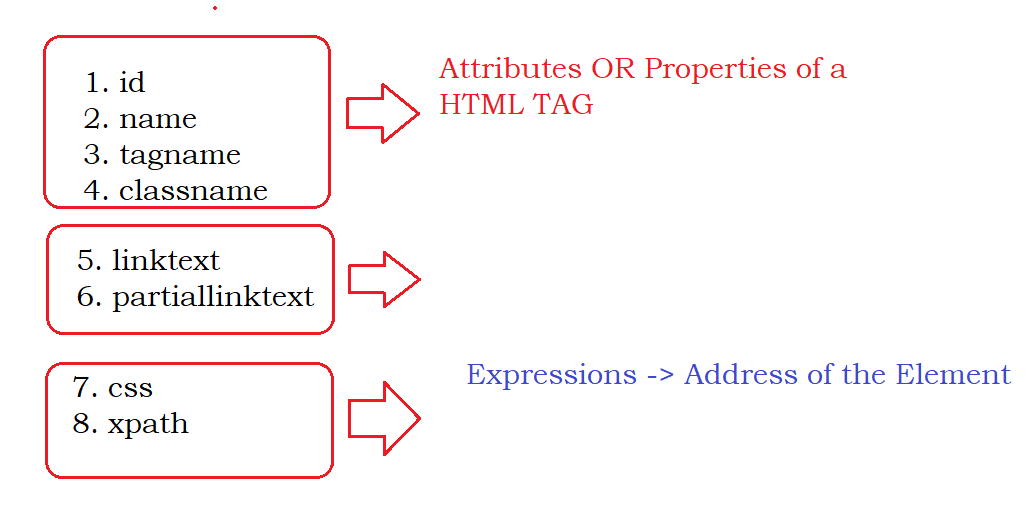 1. id
2. name
3. tagname
4. classname
Attributes OR Properties of a
HTML TAG
5. linktext
6. partiallinktext
7. css
8. xpath
Expressions -> Address of the Element